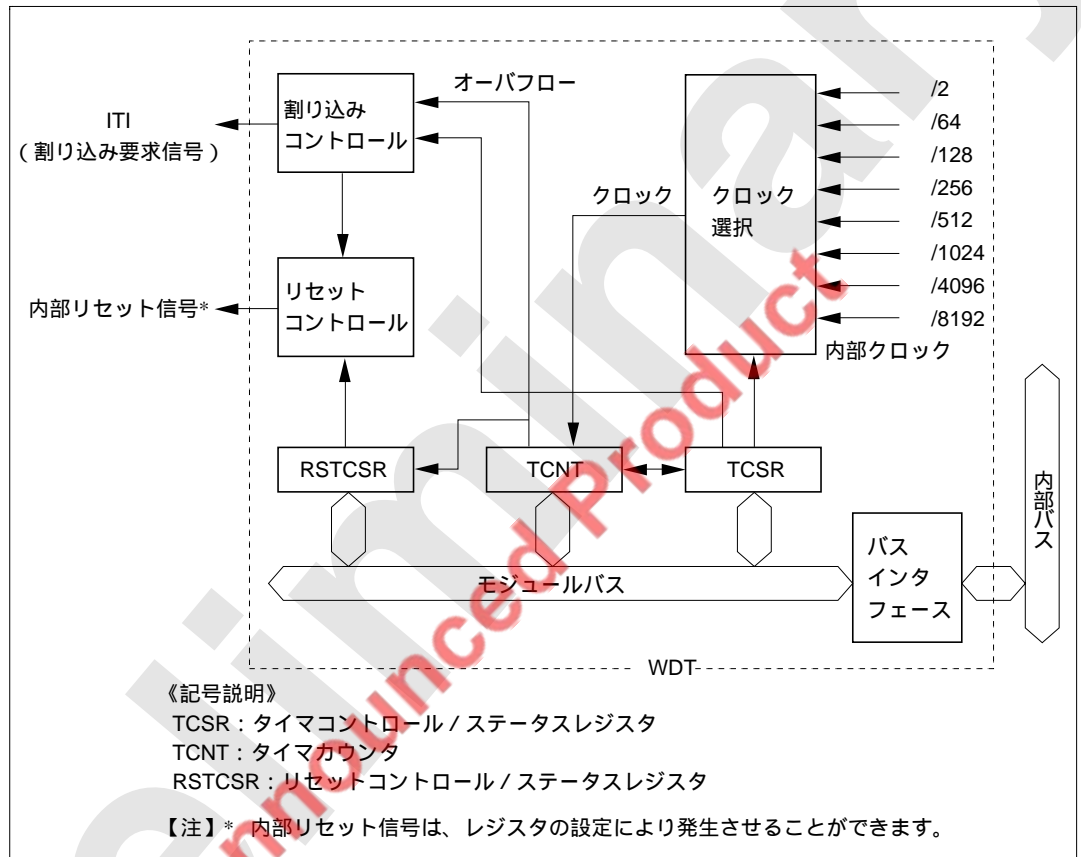 オーバフロー
割り込み
コントロール
ITI
(割り込み要求信号)
/2
/64
/128
/256
/512
/1024
/4096
/8192
内部クロック
クロック
クロック
選択
リセット
コントロール
内部リセット信号*
RSTCSR
TCNT
TCSR
モジュールバス
バス
インタ
フェース
内部バス
WDT
《記号説明》
TCSR:タイマコントロール/ステータスレジスタ
TCNT:タイマカウンタ
RSTCSR:リセットコントロール/ステータスレジスタ
【注】* 内部リセット信号は、レジスタの設定により発生させることができます。
eliminary
nnounced Product